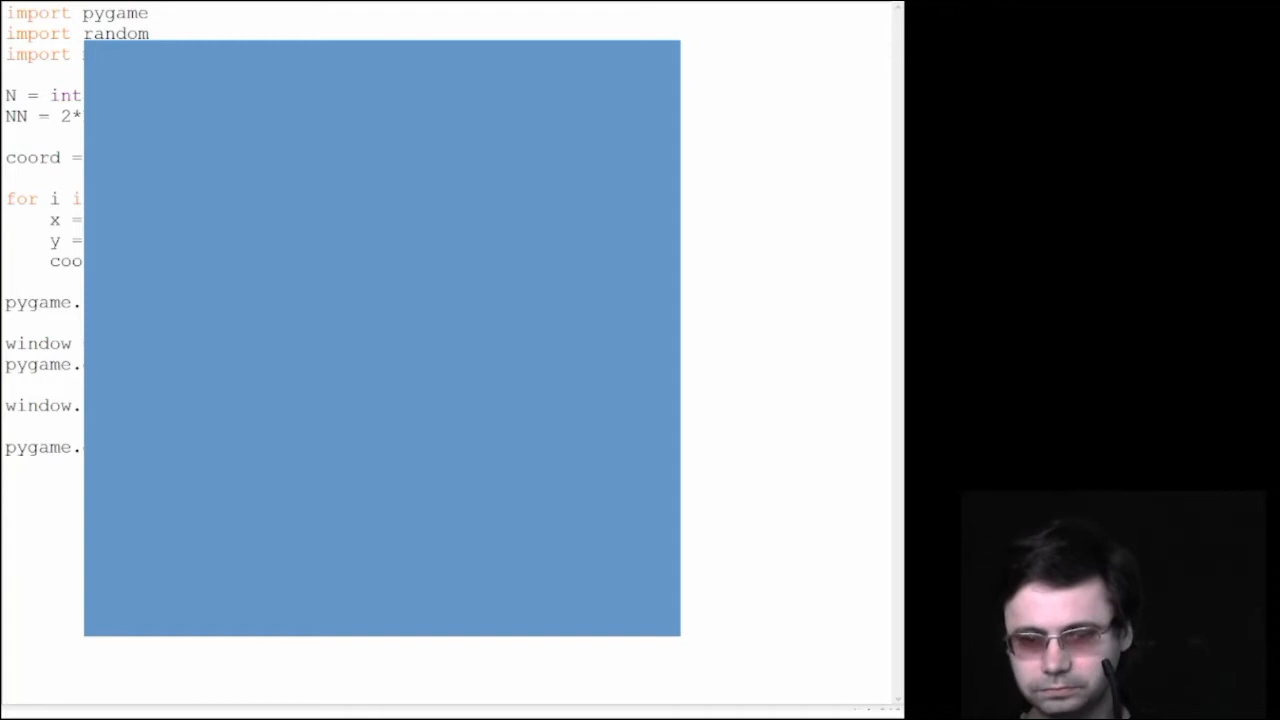 import pygame
import random
import
N = int
NN = 2*
coord =
for i i
x =
y =
coo
pygame.
window
pygame.
window.
pygame.